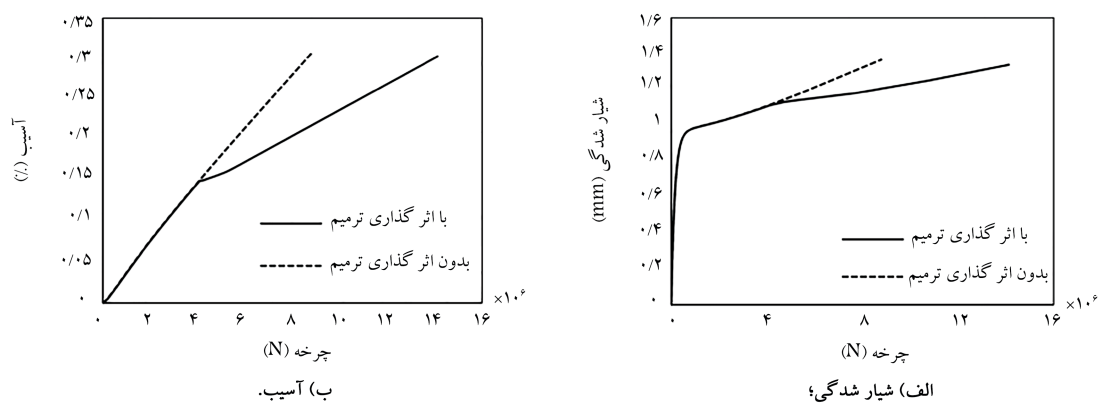 ۱/۶
۱/۴
۱/۲
۱
۰/۸
۰/۶
۰/۴
۰/۲
۰
شیار شدگی (mm)
با اثر گذاری ترمیم
بدون اثر گذاری ترمیم
۰ ۴ ۸ ۱۲ ۱۶
×۱۰۶
چرخه (N)
الف) شیار شدگی؛
۰/۳۵
۰/۳
۰/۲۵
۰/۲
۰/۱۵
۰/۱
۰/۰۵
۰
آسیب (٪)
با اثر گذاری ترمیم
بدون اثر گذاری ترمیم
۰ ۲ ۴ ۶ ۸ ۱۰ ۱۲ ۱۴ ۱۶
×۱۰۶
چرخه (N)
ب) آسیب.